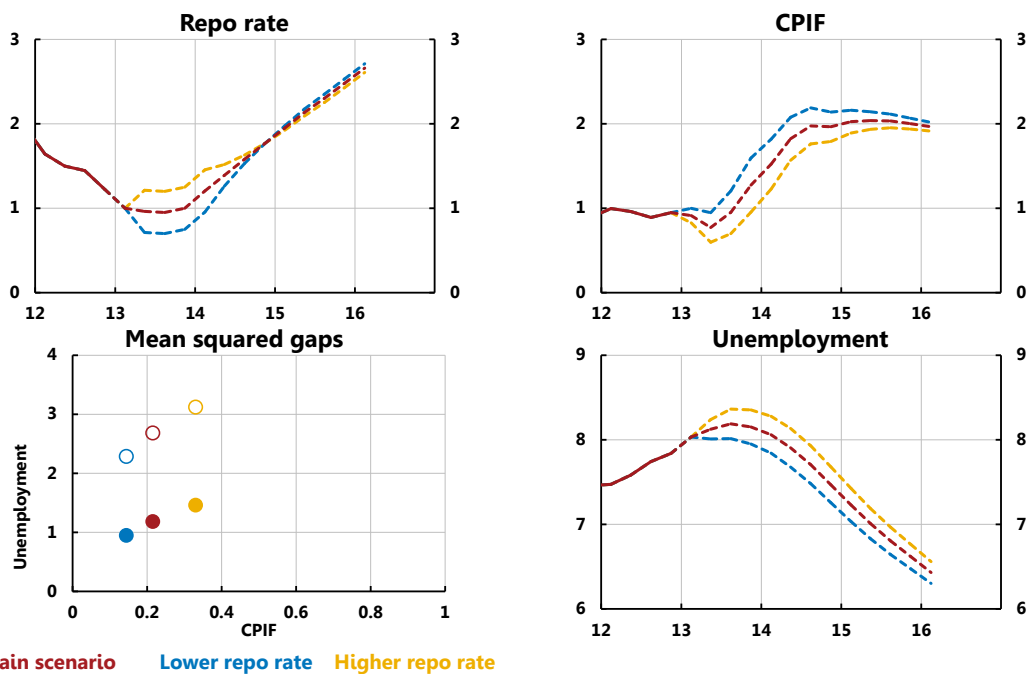 Repo rate
CPIF
3 3
2 2
1 1
0 0
12 13 14 15 16
3 3
2 2
1 1
0 0
12 13 14 15 16
Mean squared gaps
Unemployment
4
3
2
1
0
Unemployment
0 0.2 0.4 0.6 0.8 1
CPIF
9 9
8 8
7 7
6 6
12 13 14 15 16
ain scenario Lower repo rate Higher repo rate